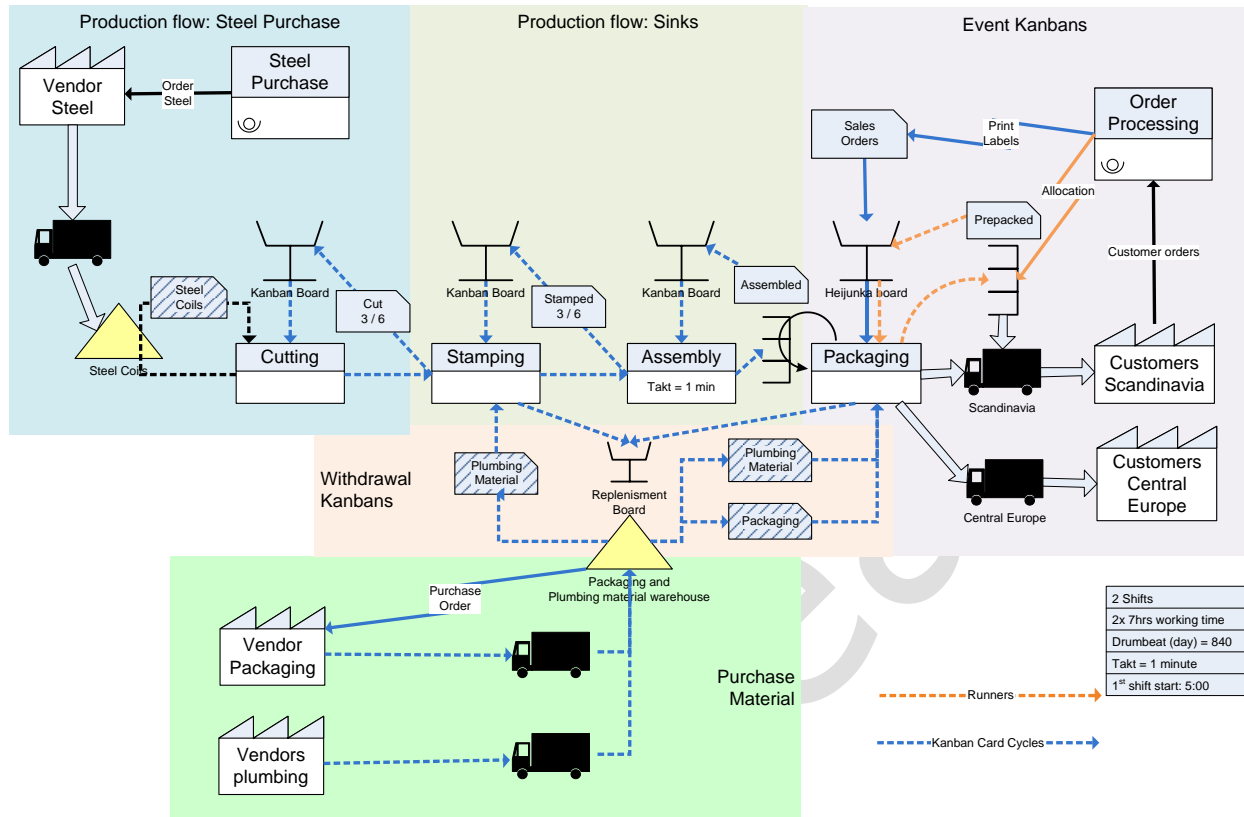 Production flow: Steel Purchase
Production flow: Sinks
Event Kanbans
Vendor
Steel
Order
Steel
Steel
Purchase
Sales
Orders
Print
Labels
Order
Processing
Allocation
Prepacked
Customer orders
Steel
Coils
Kanban Board
Cut
3 / 6
Kanban Board
Stamped
3 / 6
Kanban Board
Assembled
Heijunka board
Steel Coils
Cutting
Stamping
Assembly
Takt = 1 min
Packaging
Scandinavia
Customers
Scandinavia
Withdrawal
Kanbans
Plumbing
Material
Replenisment
Board
Plumbing
Material
Packaging
Central Europe
Customers
Central
Europe
Packaging and
Plumbing material warehouse
Purchase
Order
Vendor
Packaging
Purchase
Material
Vendors
plumbing
2 Shifts
2x 7hrs working time
Drumbeat (day) = 840
Takt = 1 minute
1st shift start: 5:00
Runners
Kanban Card Cycles